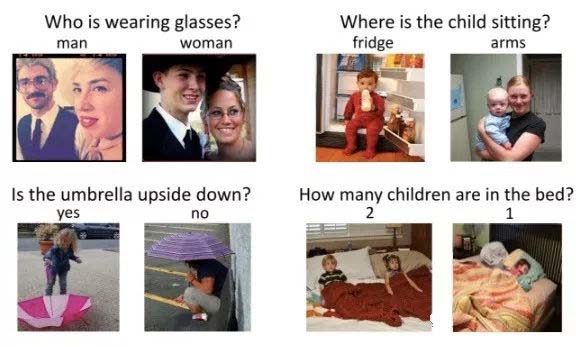 Who is wearing glasses?
man woman
Where is the child sitting?
fridge arms
Is the umbrella upside down?
yes no
How many children are in the bed?
2 1